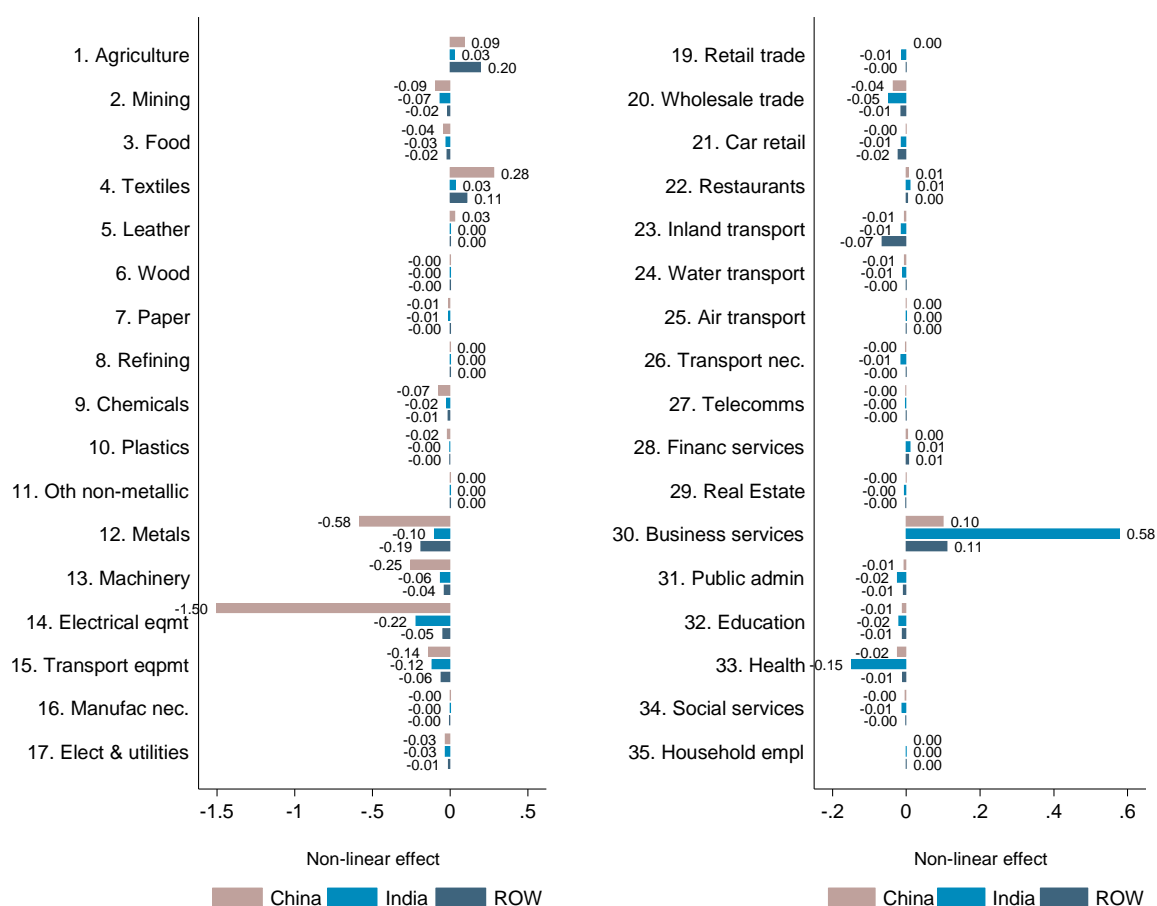 1. Agriculture
0.09
0.03
0.20
2. Mining
-0.09
-0.07
-0.02
3. Food
-0.04
-0.03
-0.02
4. Textiles
0.28
0.03
0.11
5. Leather
0.03
0.00
0.00
6. Wood
-0.00
-0.00
-0.00
7. Paper
-0.01
-0.01
-0.00
8. Refining
0.00
0.00
0.00
9. Chemicals
-0.07
-0.02
-0.01
10. Plastics
-0.02
-0.00
-0.00
11. Oth non-metallic
0.00
0.00
0.00
12. Metals
-0.58
-0.10
-0.19
13. Machinery
-0.25
-0.06
-0.04
14. Electrical eqmt
-1.50
-0.22
-0.05
15. Transport eqpmt
-0.14
-0.12
-0.06
16. Manufac nec.
-0.00
-0.00
-0.00
17. Elect & utilities
-0.03
-0.03
-0.01
-1.5 -1 -.5 0 .5
Non-linear effect
China India ROW
19. Retail trade
0.00
-0.01
-0.00
20. Wholesale trade
-0.04
-0.05
-0.01
21. Car retail
-0.00
-0.01
-0.02
22. Restaurants
0.01
0.01
0.00
23. Inland transport
-0.01
-0.01
-0.07
24. Water transport
-0.01
-0.01
-0.00
25. Air transport
0.00
0.00
0.00
26. Transport nec.
-0.00
-0.01
-0.00
27. Telecomms
-0.00
-0.00
-0.00
28. Financ services
0.00
0.01
0.01
29. Real Estate
-0.00
-0.00
-0.00
30. Business services
0.10
0.58
0.11
31. Public admin
-0.01
-0.02
-0.01
32. Education
-0.01
-0.02
-0.01
33. Health
-0.02
-0.15
-0.01
34. Social services
-0.00
-0.01
-0.00
35. Household empl
0.00
0.00
0.00
-.2 0 .2 .4 .6
Non-linear effect
China India ROW